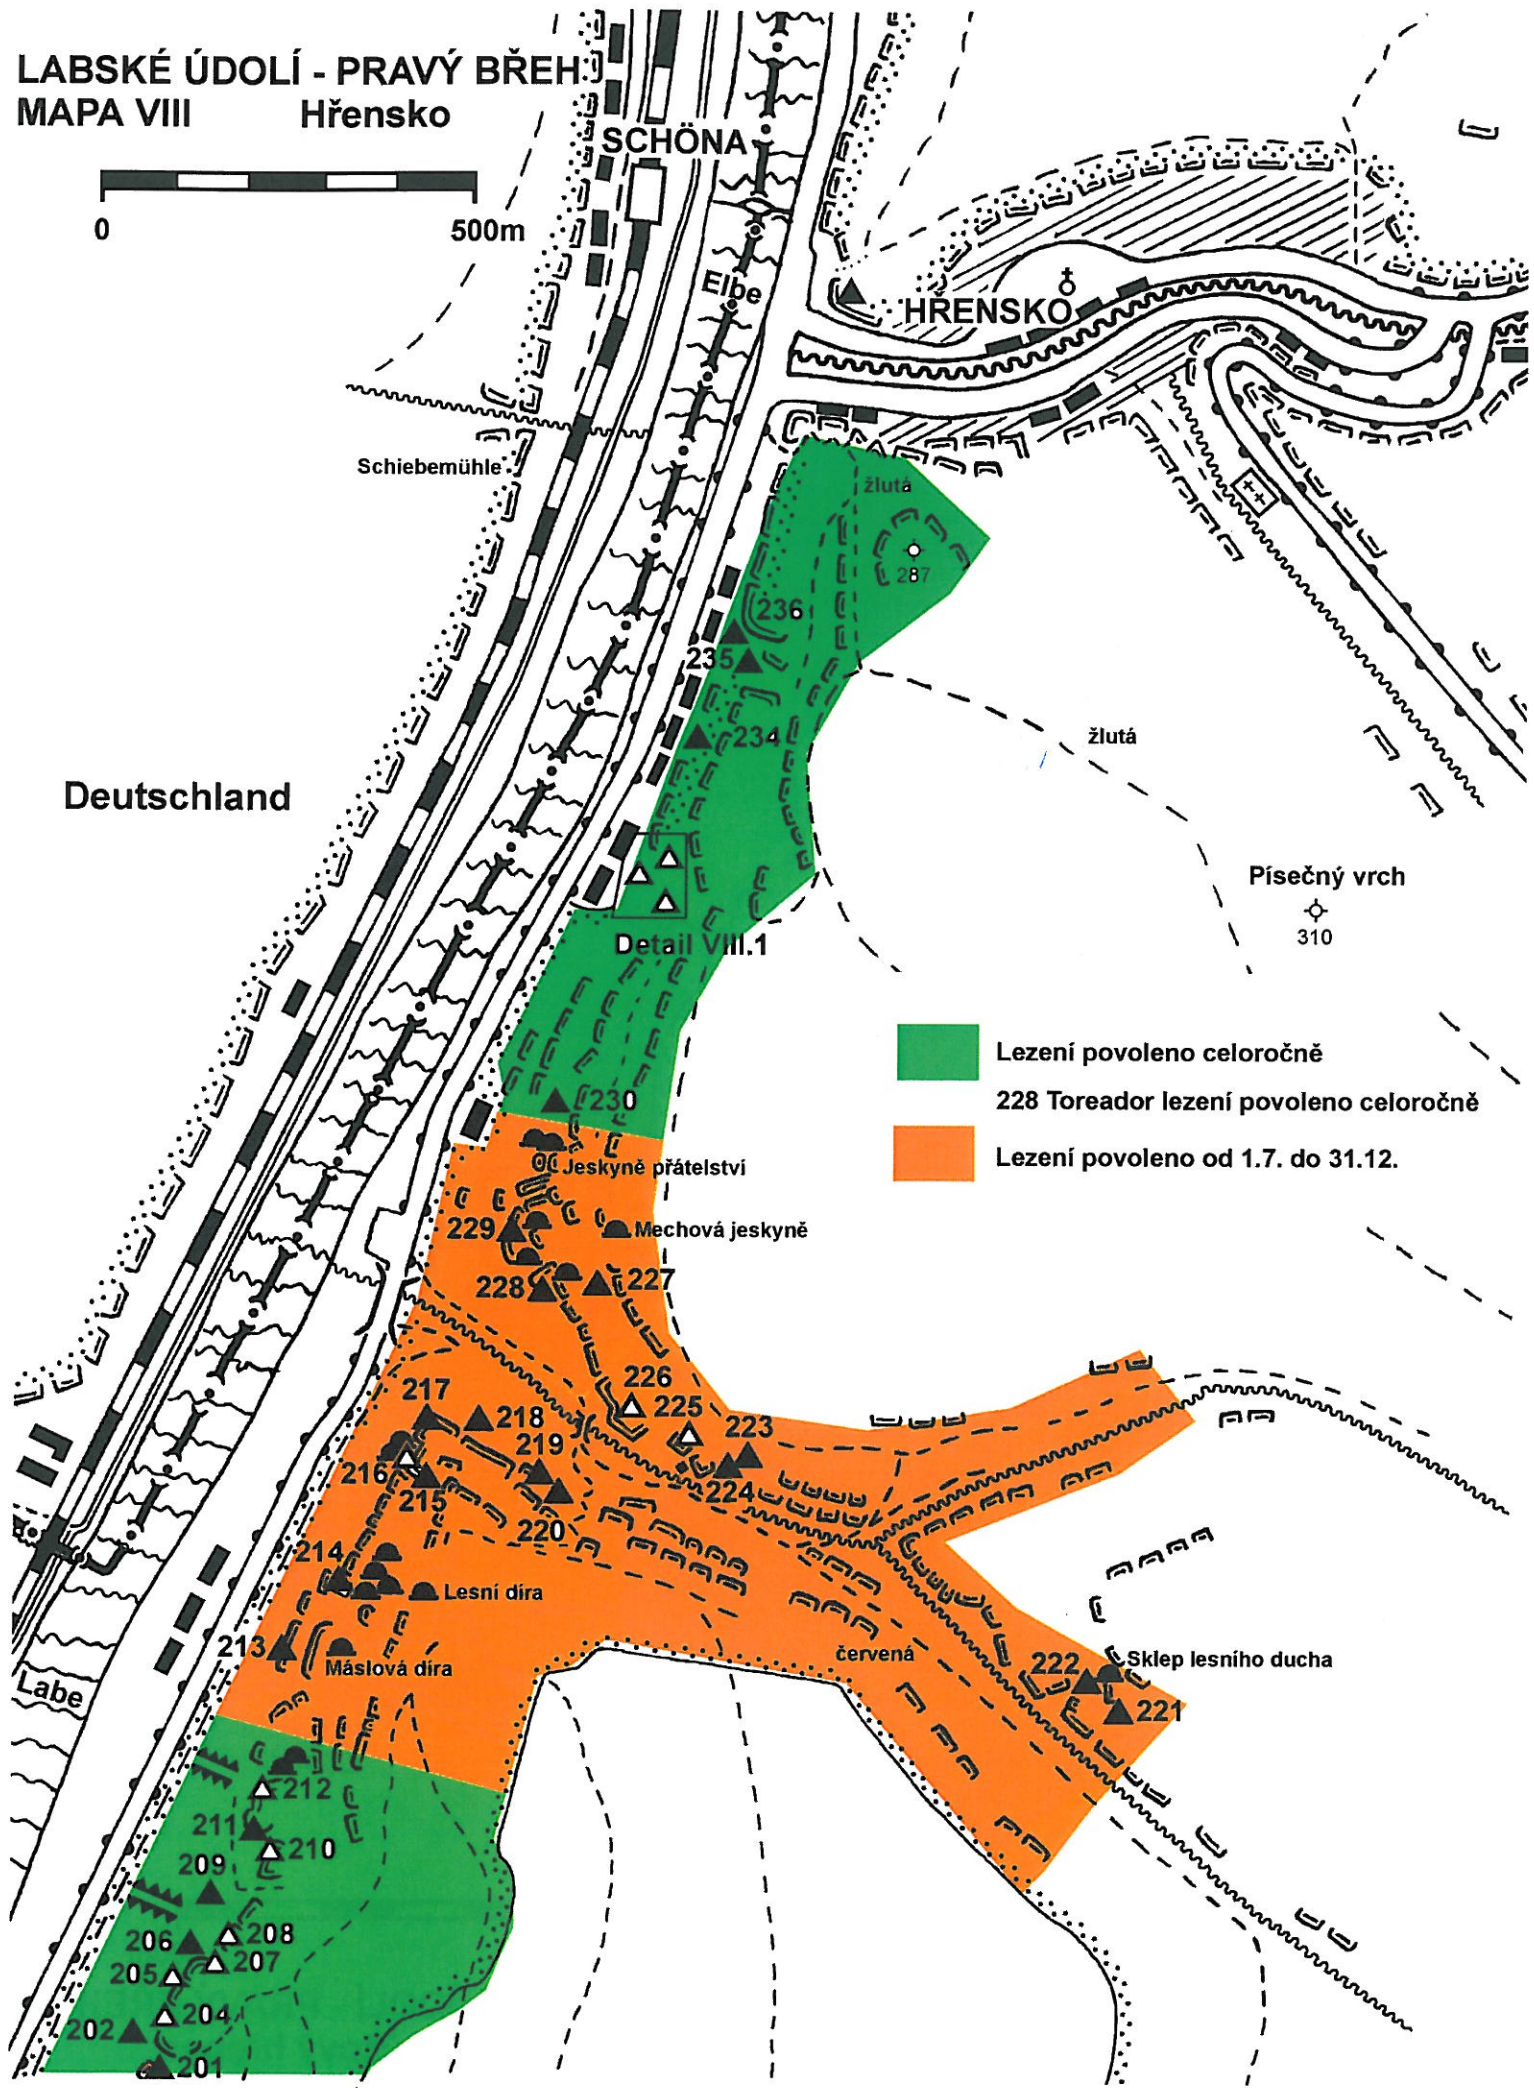 LABSKÉ ÚDOLÍ - PRAVÝ BŘEH
MAPA VIII Hřensko
0 500m
SCHÖNA
Elbe
HŘENSKO
Schiebemühle
žlutá
287
236
235
234
žlutá
Deutschland
Písečný vrch
310
Detail VIII.1
Lezení povoleno celoročně
228 Toreador lezení povoleno celoročně
Lezení povoleno od 1.7. do 31.12.
230
Jeskyně přátelství
229
Mechová jeskyně
228
227
226
225
223
217
218
219
216
215
224
220
214
Lesní díra
213
Máslová díra
červená
222
Sklep lesního ducha
221
Labe
212
211
210
209
208
206
207
205
204
202
201